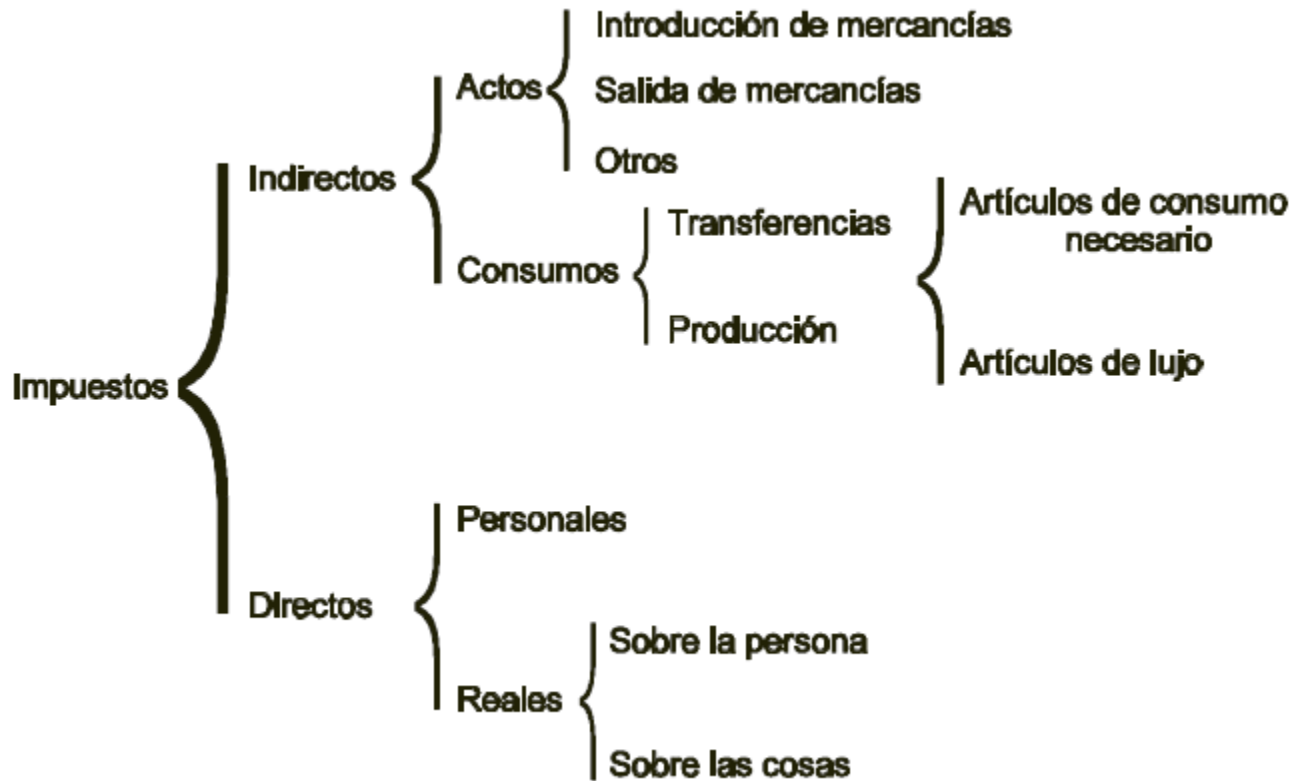 Impuestos
Indirectos
Actos
Introducción de mercancías
Salida de mercancías
Otros
Consumos
Transferencias
Producción
Artículos de consumo
necesario
Artículos de lujo
Directos
Personales
Reales
Sobre la persona
Sobre las cosas